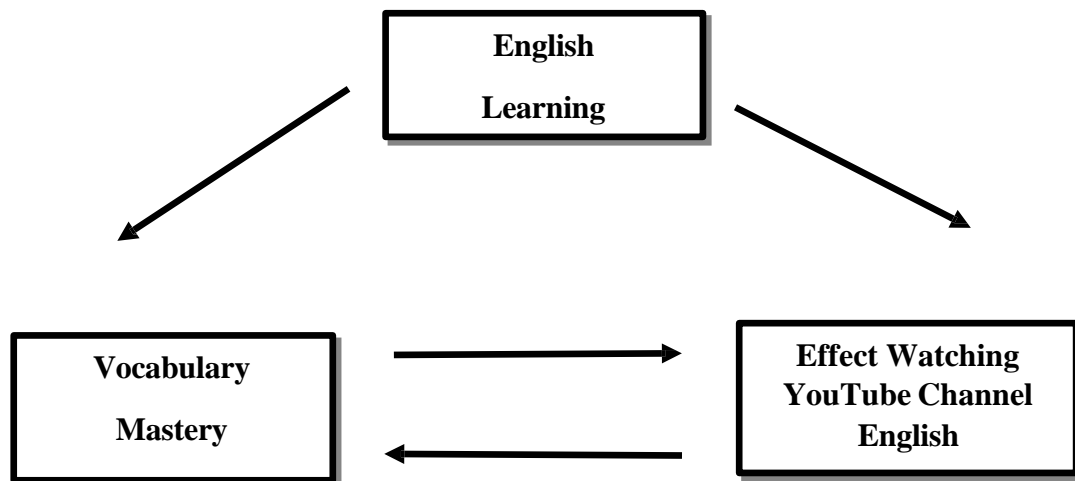 English
Learning
Vocabulary
Mastery
Effect Watching
YouTube Channel
English